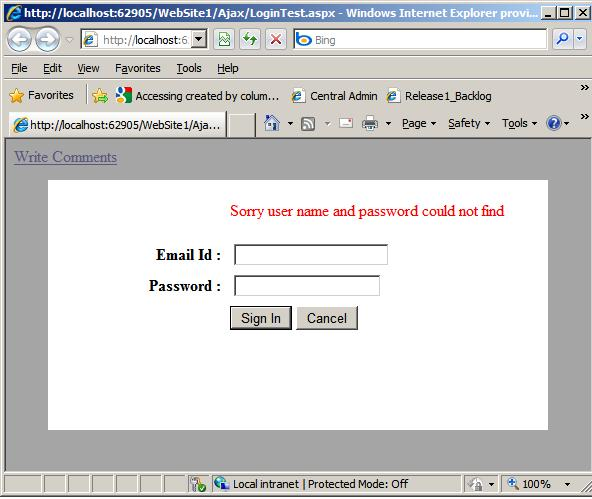 http://localhost:62905/WebSite1/Ajax/LoginTest.aspx - Windows Internet Explorer provi...
http://localhost:6. Bing
File Edit View Favorites Tools Help
Favorites Accessing created by colum... Central Admin Release1_Backlog »
http://localhost:62905/WebSite1/Aja... Page Safety Tools »
Write Comments
Sorry user name and password could not find
Email Id :
Password :
Sign In Cancel
Local intranet | Protected Mode: Off 100%